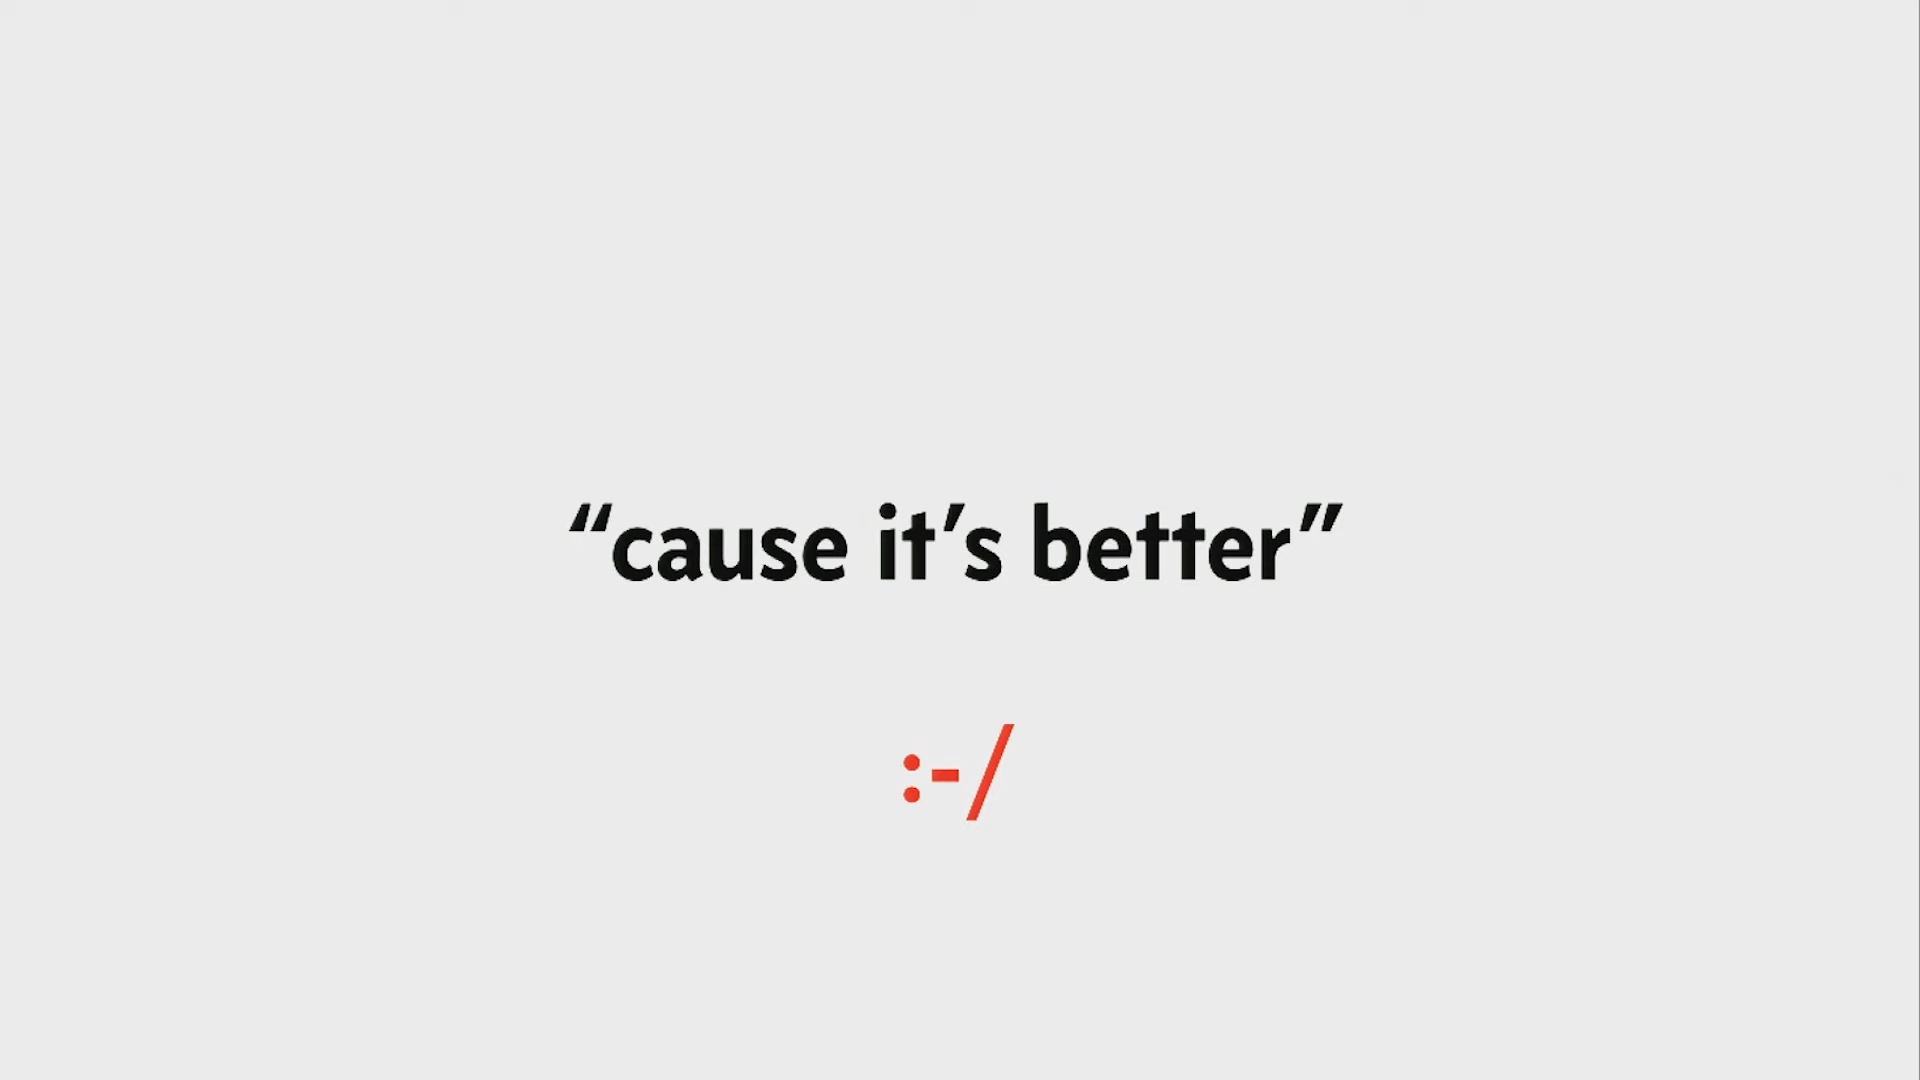 “cause it’s better”
:-/